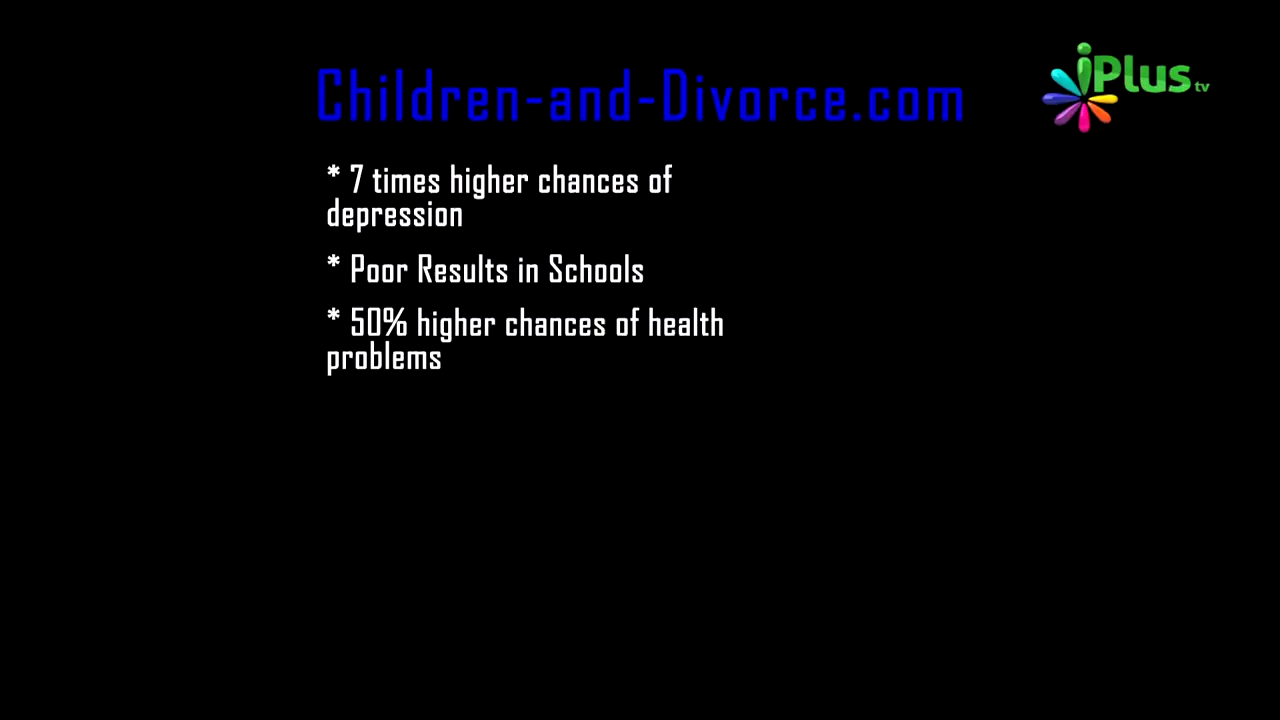 Children-and-Divorce.com
iPlus tv
* 7 times higher chances of
depression
* Poor Results in Schools
* 50% higher chances of health
problems